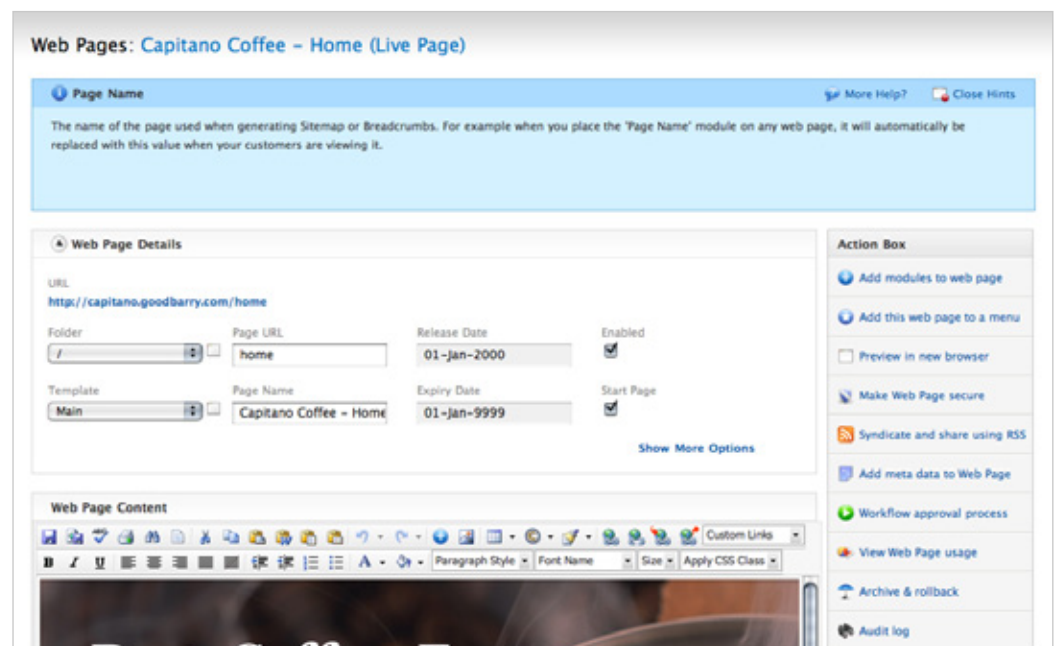 Web Pages: Capitano Coffee – Home (Live Page)
Page Name
More Help?
Close Hints
The name of the page used when generating Sitemap or Breadcrumbs. For example when you place the 'Page Name' module on any web page, it will automatically be
replaced with this value when your customers are viewing it.
Web Page Details
URL
http://capitano.goodbarry.com/home
Folder
Page URL
Release Date
Enabled
/
home
01-Jan-2000
Template
Page Name
Expiry Date
Start Page
Main
Capitano Coffee – Home
01-Jan-9999
Show More Options
Web Page Content
Custom Links
B I U
A
Paragraph Style
Font Name
Size
Apply CSS Class
Action Box
Add modules to web page
Add this web page to a menu
Preview in new browser
Make Web Page secure
Syndicate and share using RSS
Add meta data to Web Page
Workflow approval process
View Web Page usage
Archive & rollback
Audit log